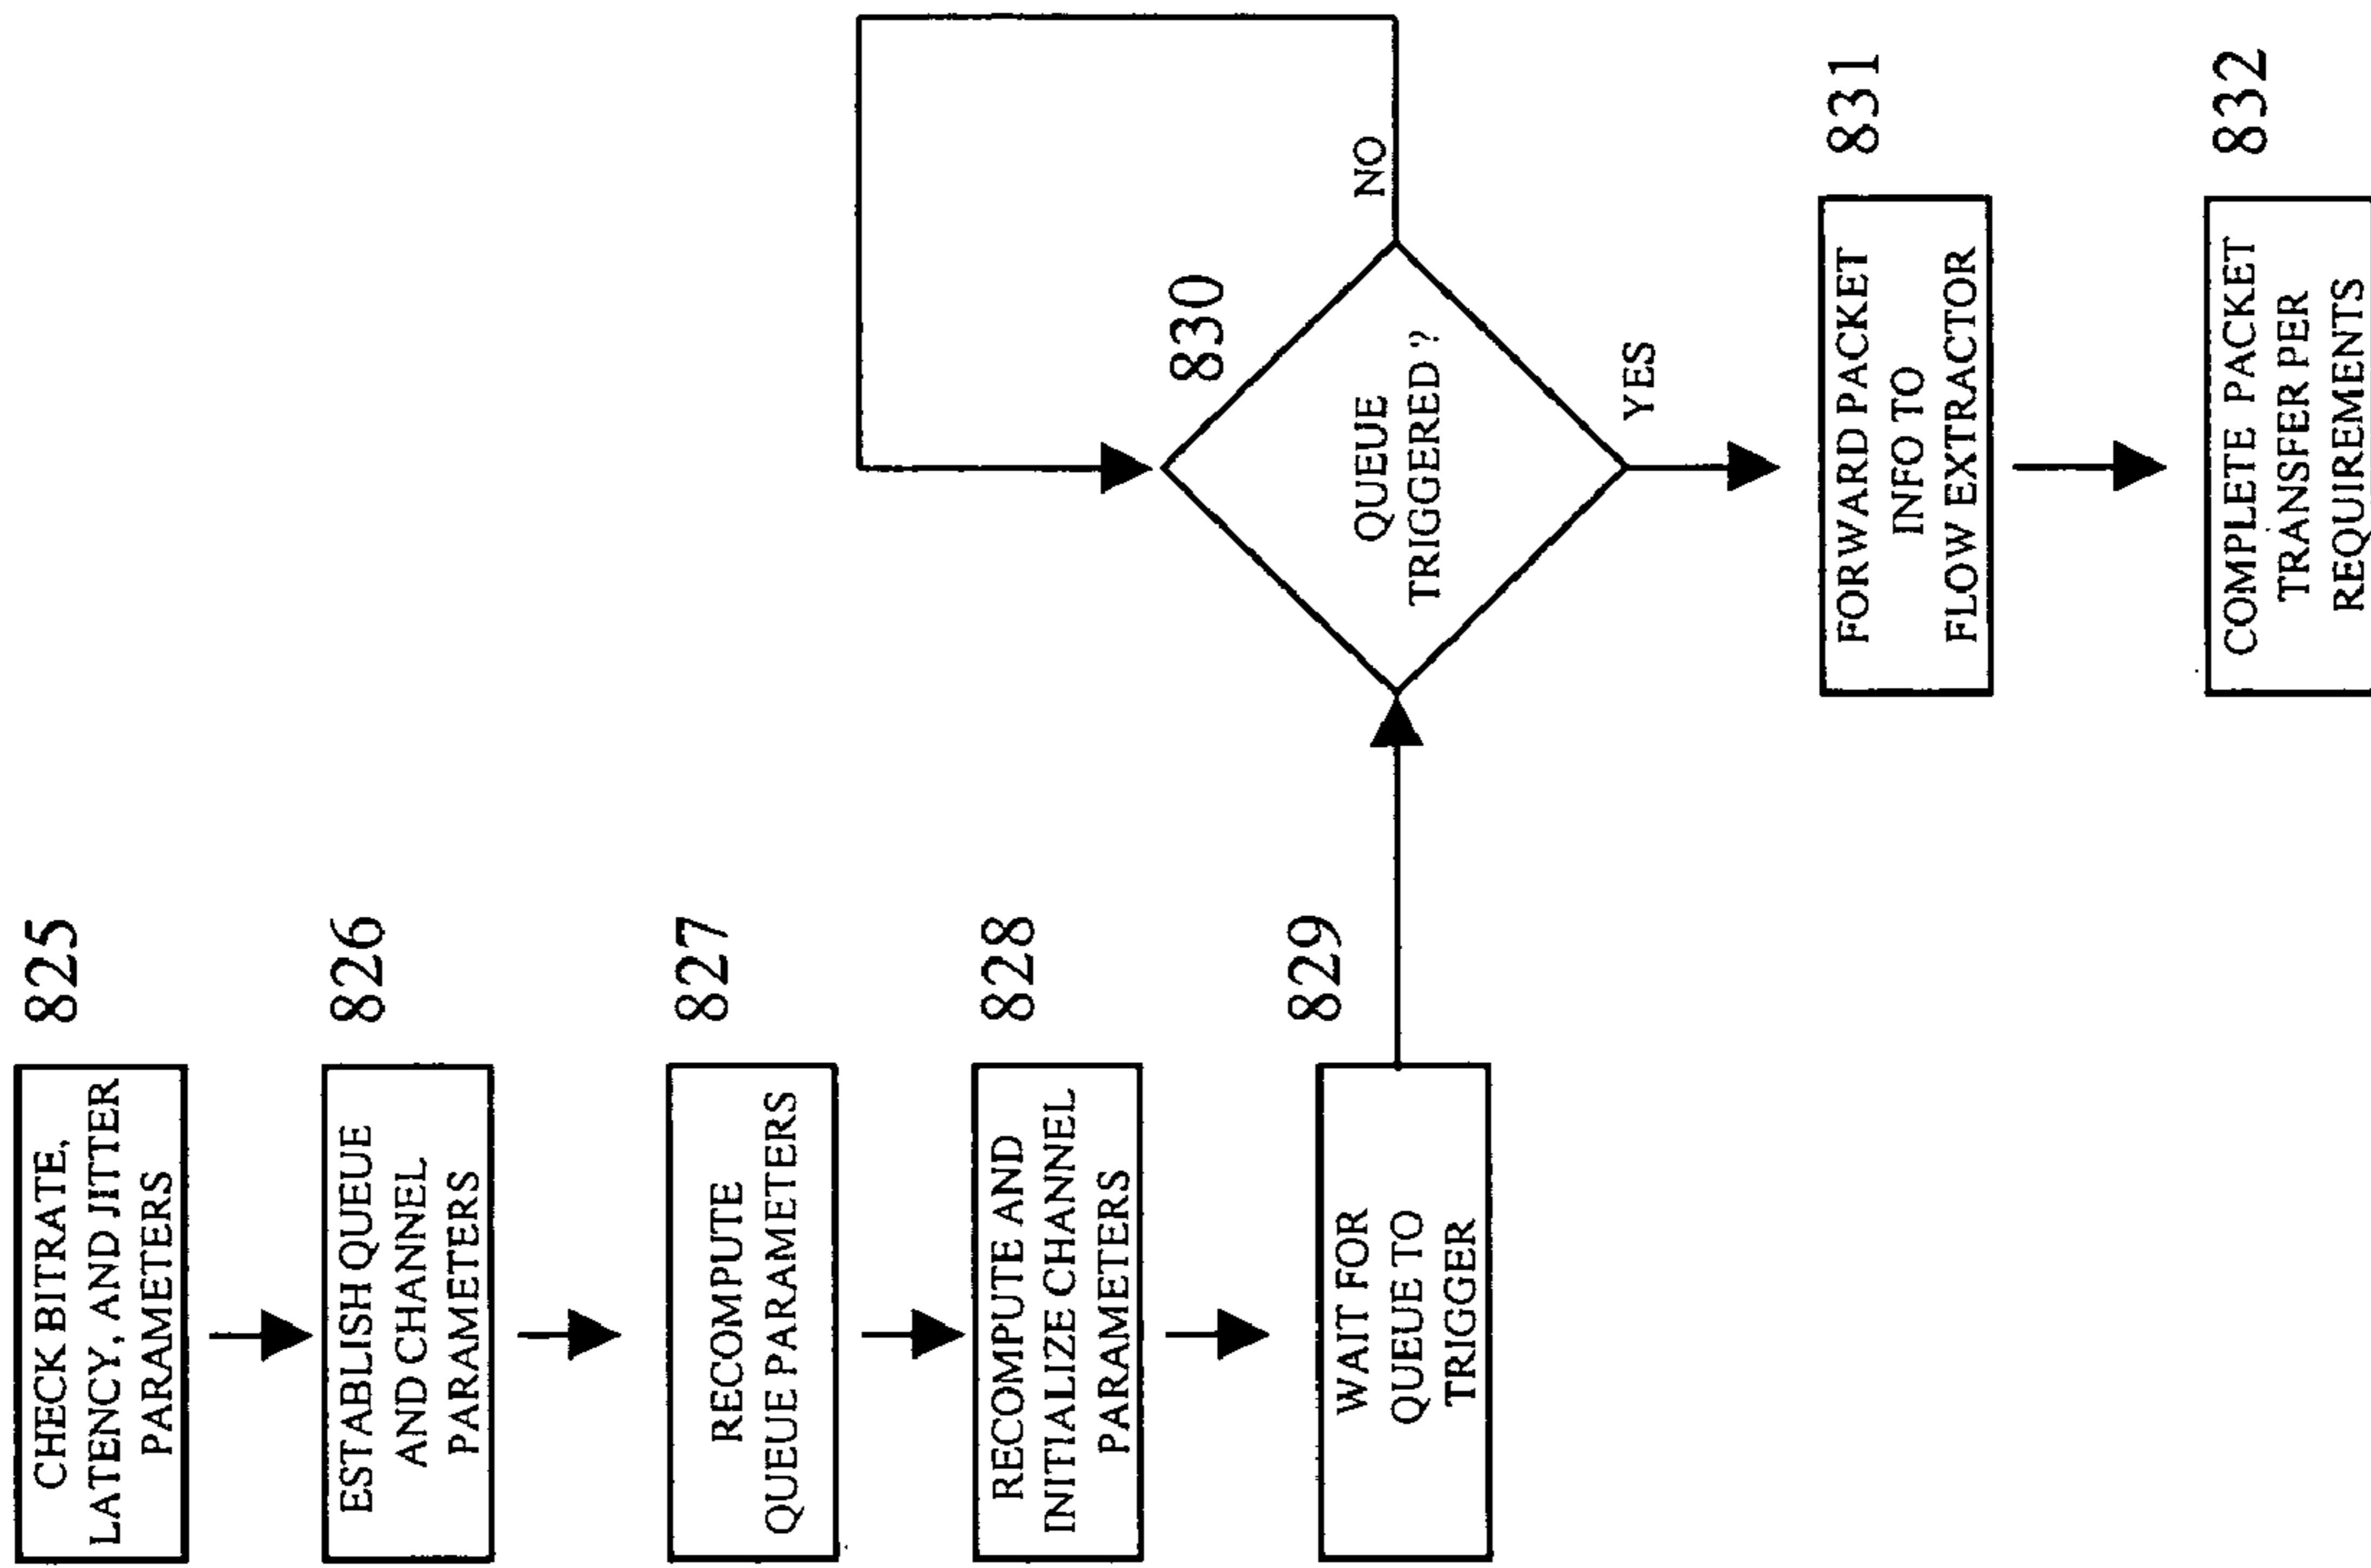 825
CHECK BITRATE,
LATENCY, AND JITTER
PARAMETERS
826
ESTABLISH QUEUE
AND CHANNEL
PARAMETERS
827
RECOMPUTE
QUEUE PARAMETERS
828
RECOMPUTE AND
INITIALIZE CHANNEL
PARAMETERS
829
WAIT FOR
QUEUE TO
TRIGGER
830
QUEUE
TRIGGERED ?
NO
YES
831
FORWARD PACKET
INFO TO
FLOW EXTRACTOR
832
COMPLETE PACKET
TRANSFER PER
REQUIREMENTS